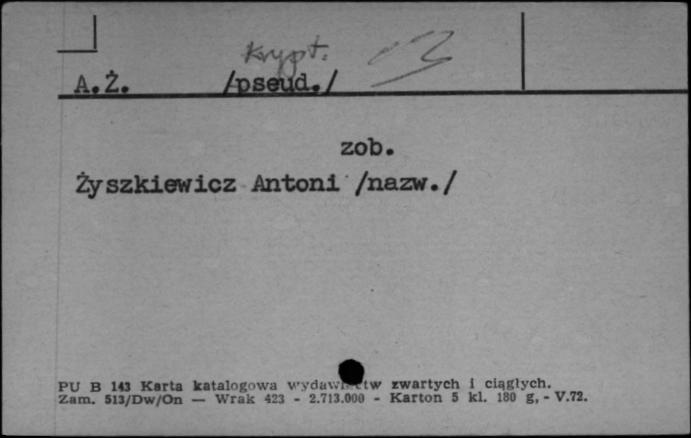 krypt.
A.Ż. /pseud./
zob.
Żyszkiewicz Antoni /nazw./
PU B 143 Karta katalogowa wydawnictw zwartych i ciągłych.
Zam. 513/Dw/On — Wrak 423 - 2.713.000 - Karton 5 kl. 180 g, - V.72.